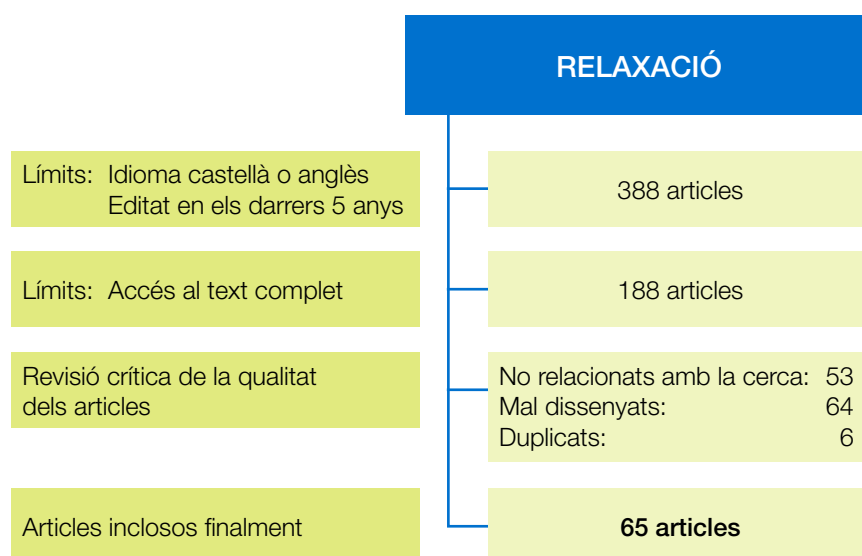 RELAXACIÓ
Límits: Idioma castellà o anglès
Editat en els darrers 5 anys
388 articles
Límits: Accés al text complet
188 articles
Revisió crítica de la qualitat
dels articles
No relacionats amb la cerca: 53
Mal dissenyats: 64
Duplicats: 6
Articles inclosos finalment
65 articles